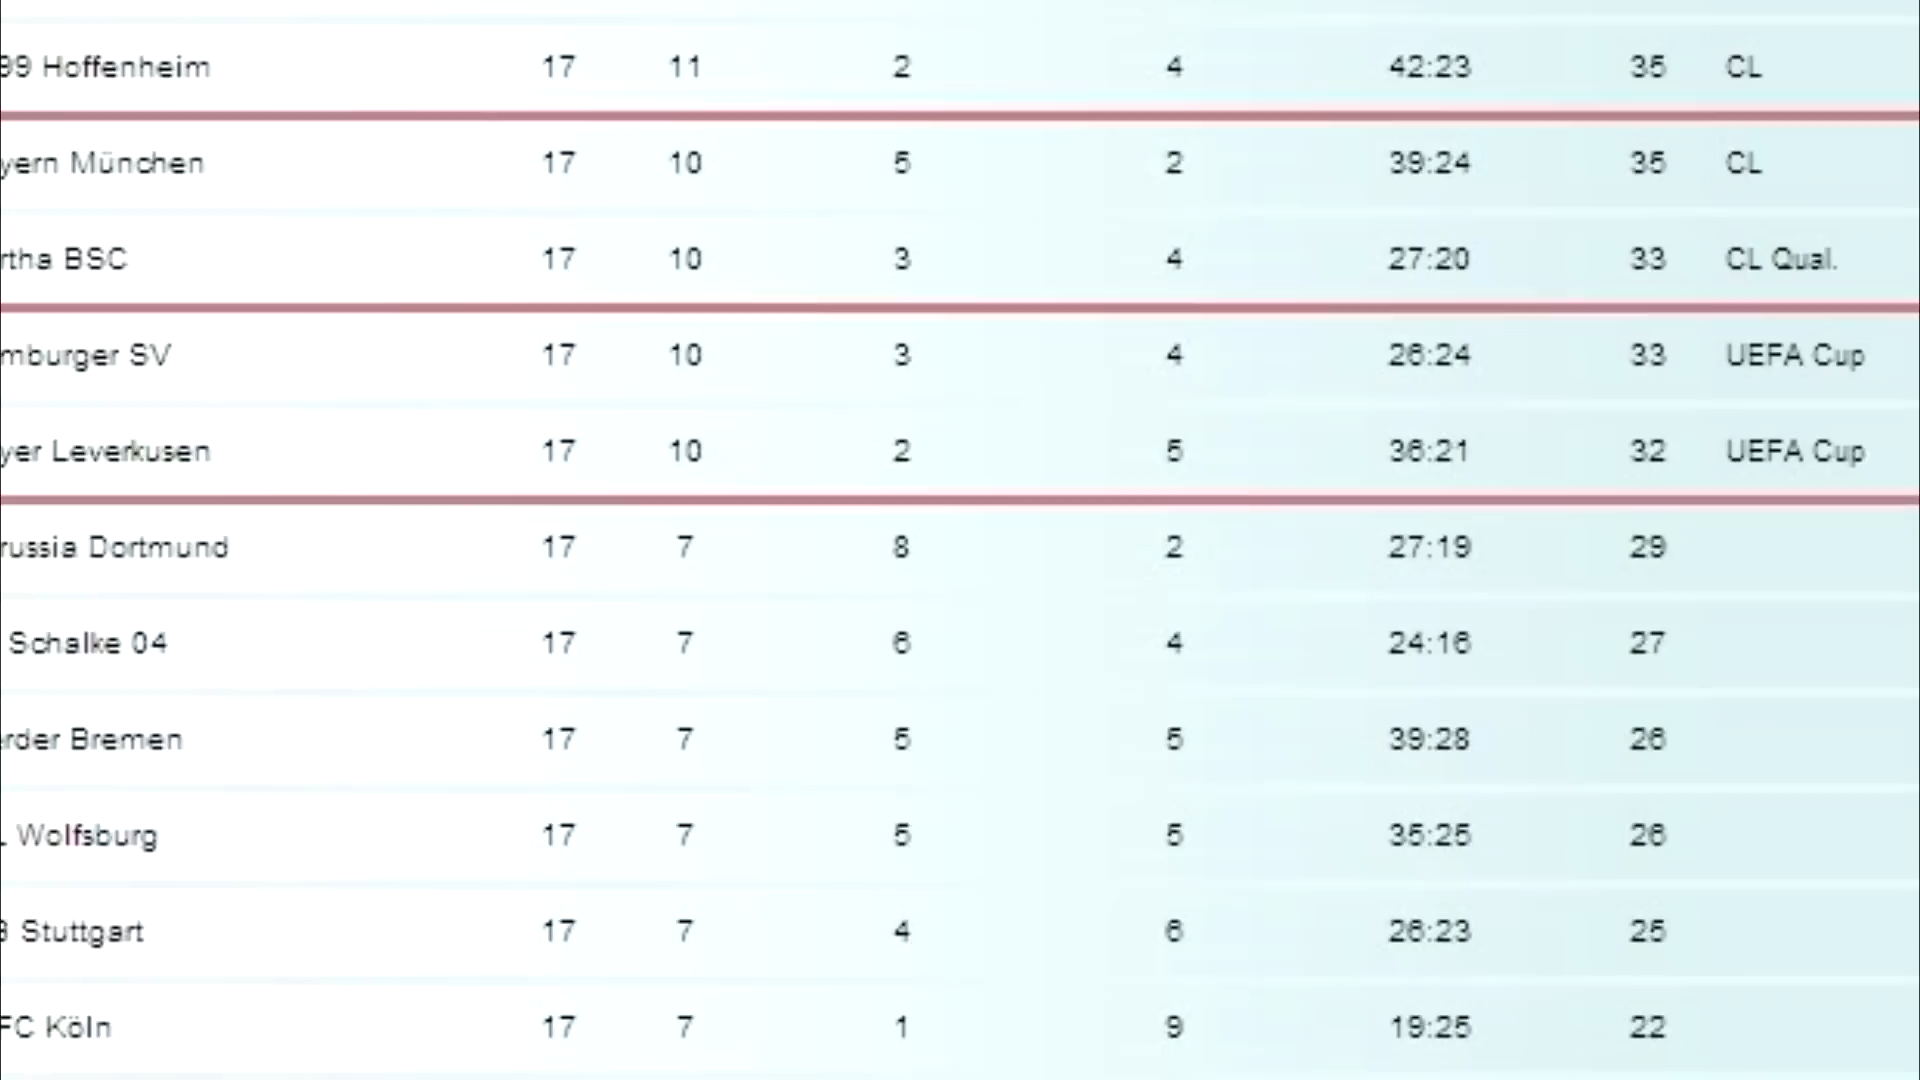 99 Hoffenheim 17 11 2 4 42:23 35 CL
yern München 17 10 5 2 39:24 35 CL
rtha BSC 17 10 3 4 27:20 33 CL Qual.
mburger SV 17 10 3 4 26:24 33 UEFA Cup
yer Leverkusen 17 10 2 5 36:21 32 UEFA Cup
russia Dortmund 17 7 8 2 27:19 29
Schalke 04 17 7 6 4 24:16 27
erder Bremen 17 7 5 5 39:28 26
L Wolfsburg 17 7 5 5 35:25 26
B Stuttgart 17 7 4 6 26:23 25
FC Köln 17 7 1 9 19:25 22